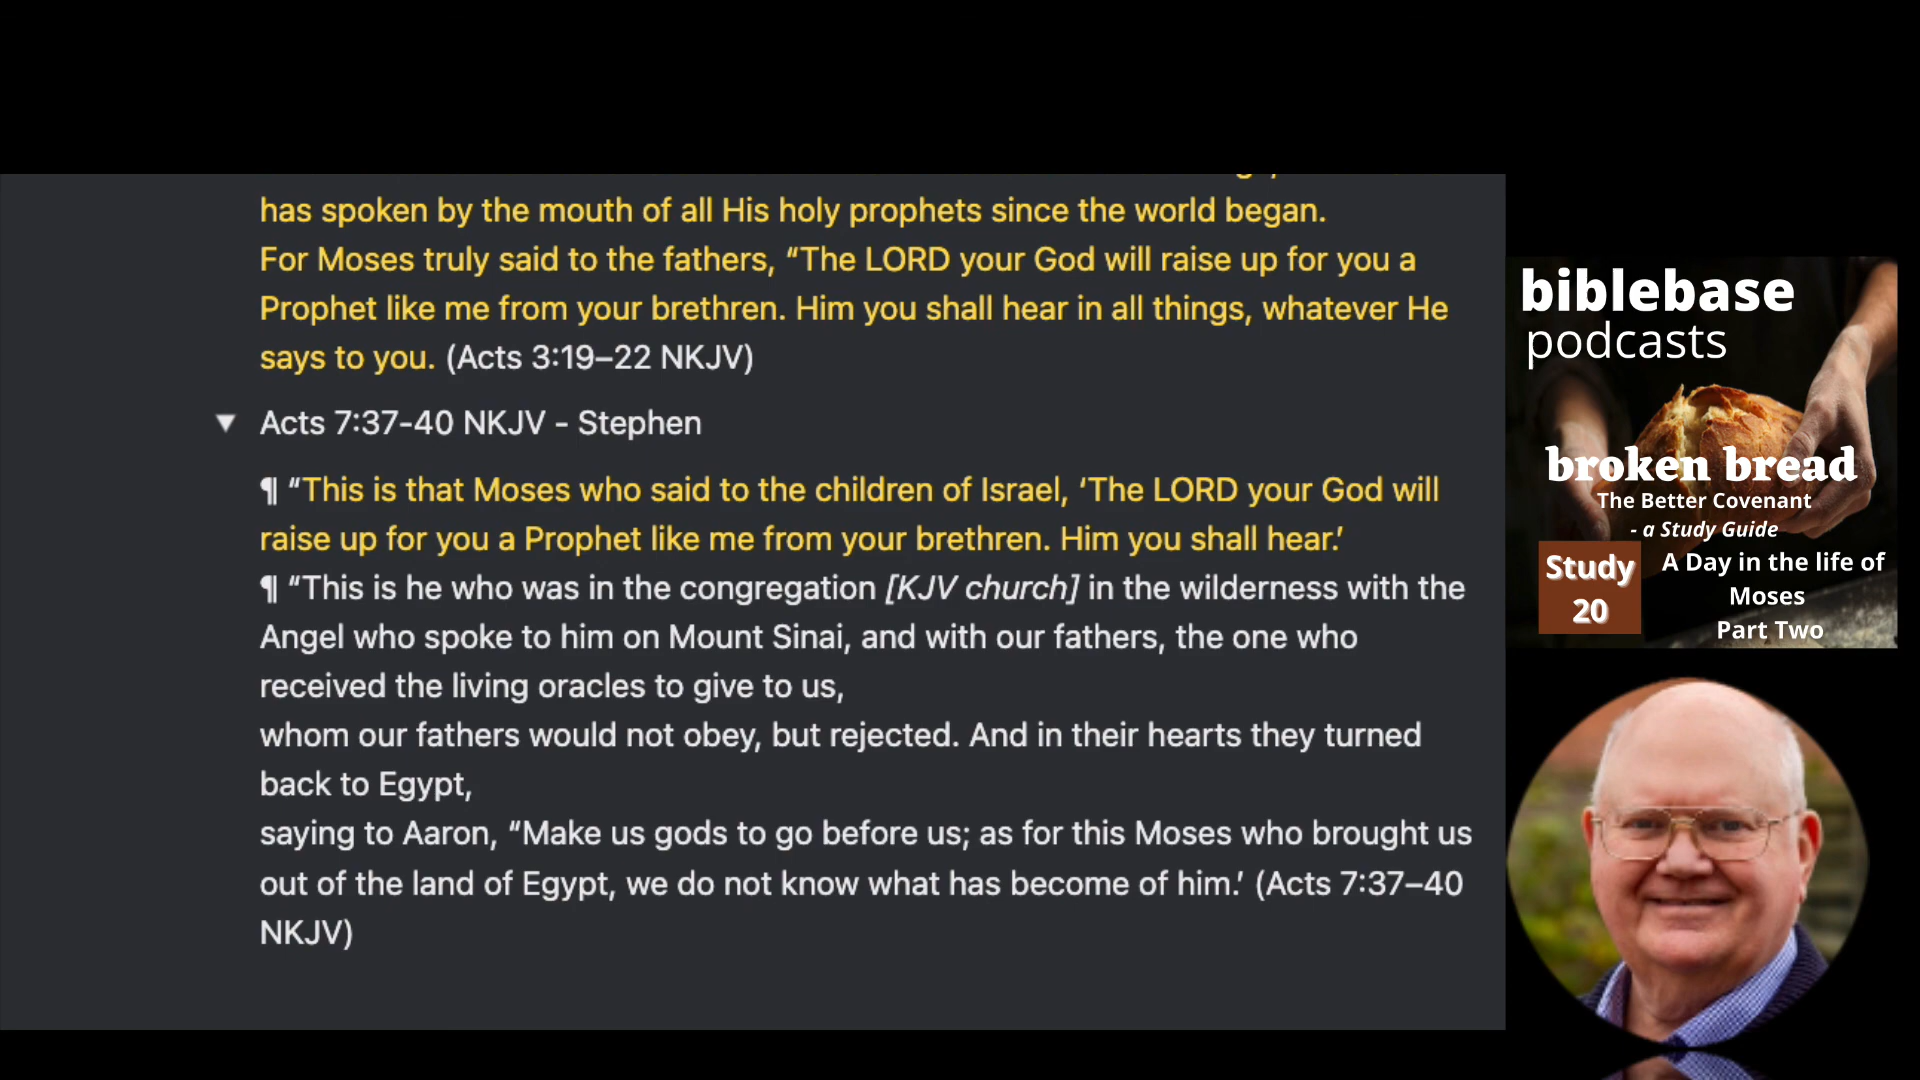 has spoken by the mouth of all His holy prophets since the world began.
For Moses truly said to the fathers, “The LORD your God will raise up for you a
Prophet like me from your brethren. Him you shall hear in all things, whatever He
says to you. (Acts 3:19–22 NKJV)
Acts 7:37-40 NKJV - Stephen
¶ “This is that Moses who said to the children of Israel, ‘The LORD your God will
raise up for you a Prophet like me from your brethren. Him you shall hear.’
¶ “This is he who was in the congregation [KJV church] in the wilderness with the
Angel who spoke to him on Mount Sinai, and with our fathers, the one who
received the living oracles to give to us,
whom our fathers would not obey, but rejected. And in their hearts they turned
back to Egypt,
saying to Aaron, “Make us gods to go before us; as for this Moses who brought us
out of the land of Egypt, we do not know what has become of him.’ (Acts 7:37–40
NKJV)
biblebase
podcasts
broken bread
The Better Covenant
- a Study Guide
Study
20
A Day in the life of
Moses
Part Two